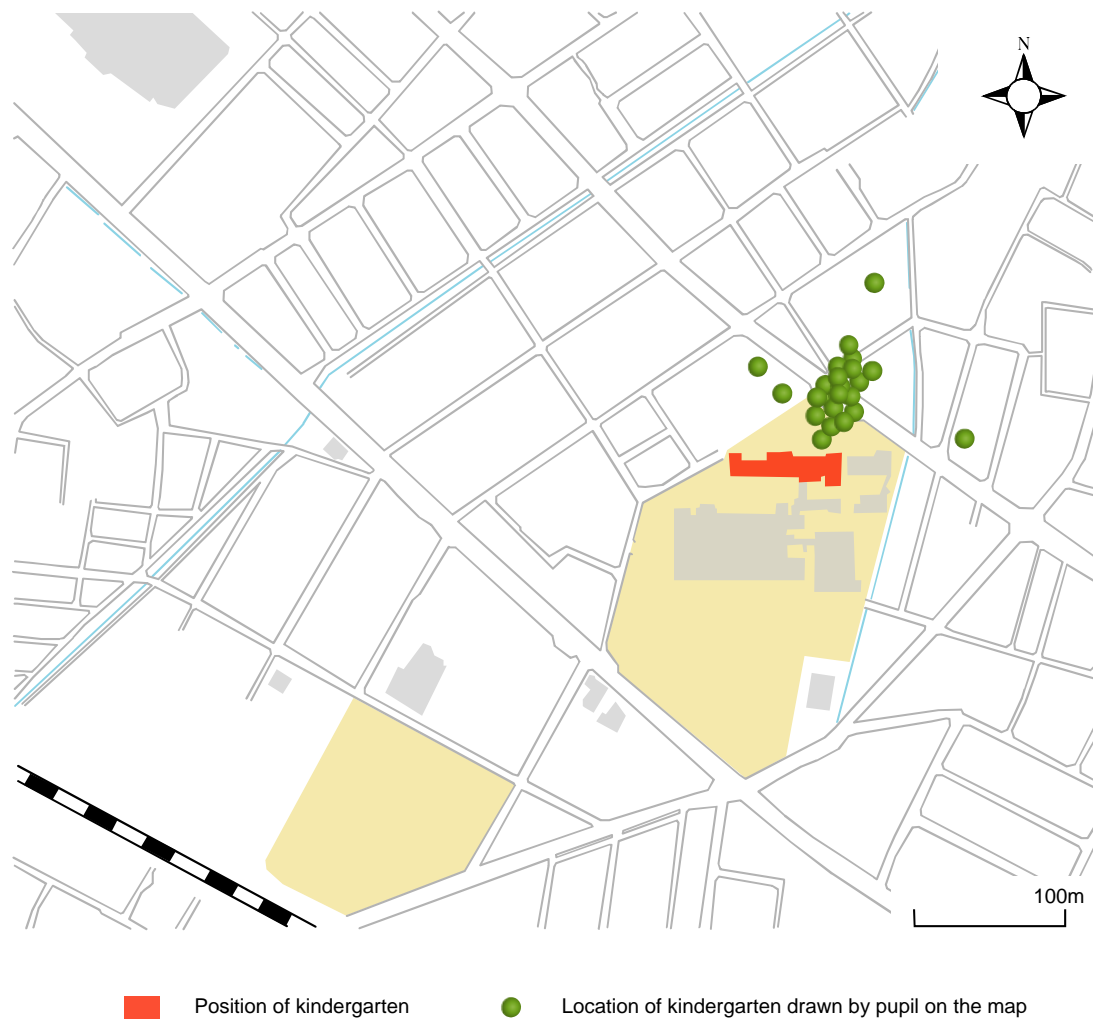 N
100m
Position of kindergarten
Location of kindergarten drawn by pupil on the map